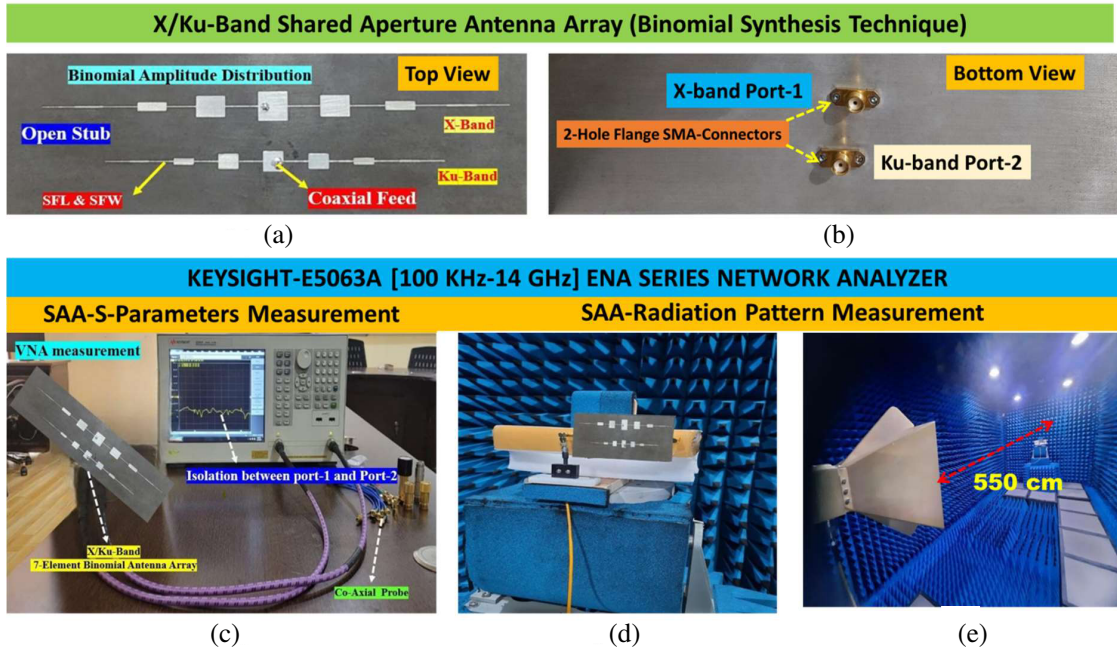 X/Ku-Band Shared Aperture Antenna Array (Binomial Synthesis Technique)
Binomial Amplitude Distribution
Top View
X-Band
Open Stub
Ku-Band
SFL & SFW
Coaxial Feed
(a)
Bottom View
X-band Port-1
2-Hole Flange SMA-Connectors
Ku-band Port-2
(b)
KEYSIGHT-E5063A [100 KHz-14 GHz] ENA SERIES NETWORK ANALYZER
SAA-S-Parameters Measurement
SAA-Radiation Pattern Measurement
VNA measurement
Isolation between port-1 and Port-2
X/Ku-Band
7-Element Binomial Antenna Array
Co-Axial Probe
(c)
(d)
550 cm
(e)